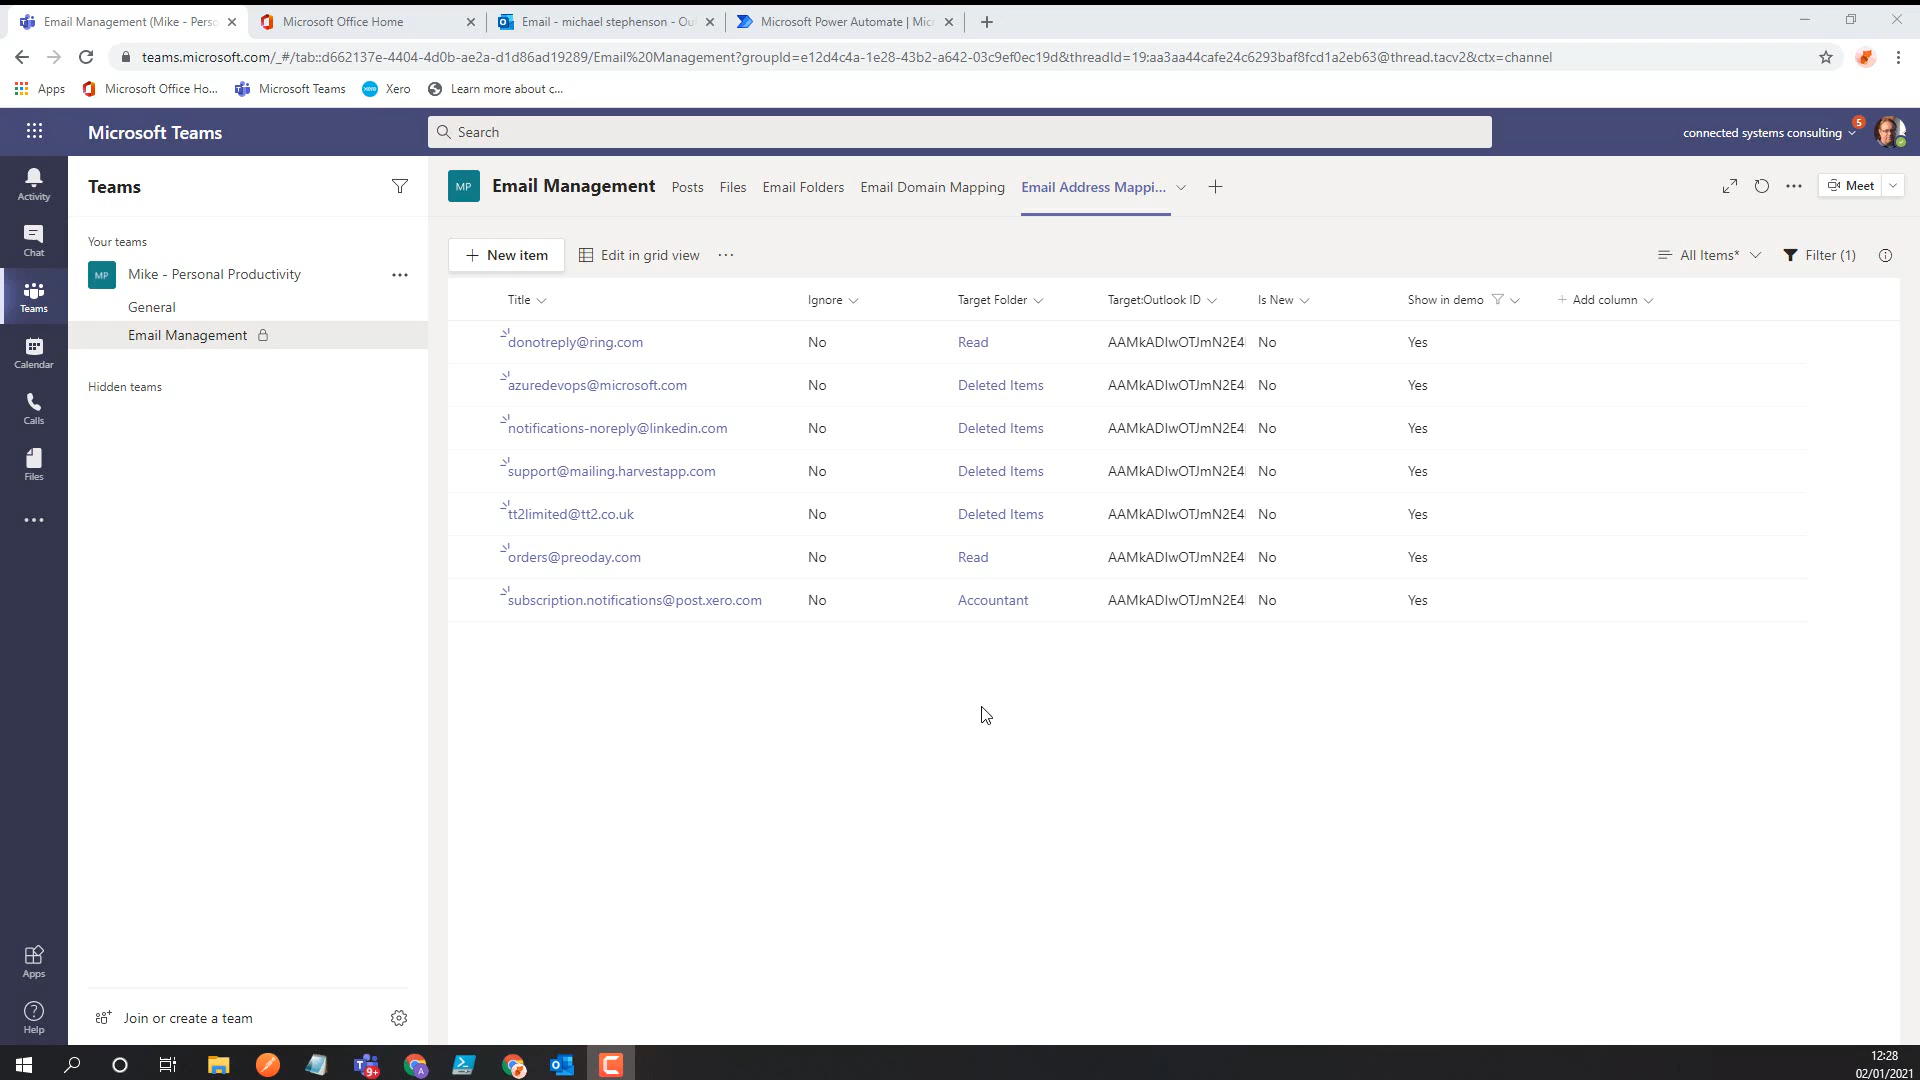 Email Management (Mike - Perso
Microsoft Office Home
Email - michael stephenson - Ou
Microsoft Power Automate | Mic
teams.microsoft.com/_#/tab::d662137e-4404-4d0b-ae2a-d1d86ad19289/Email%20Management?groupId=e12d4c4a-1e28-43b2-a642-03c9ef0ec19d&threadId=19:aa3aa44cafe24c6293baf8fcd1a2eb63@thread.tacv2&ctx=channel
Apps
Microsoft Office Ho...
Microsoft Teams
xero
Xero
Learn more about c...
Microsoft Teams
Search
connected systems consulting
5
Activity
Chat
Teams
Calendar
Calls
Files
Apps
Help
Teams
Your teams
MP
Mike - Personal Productivity
General
Email Management
Hidden teams
Join or create a team
MP
Email Management
Posts
Files
Email Folders
Email Domain Mapping
Email Address Mappi...
Meet
New item
Edit in grid view
All Items*
Filter (1)
Title Ignore Target Folder Target:Outlook ID Is New Show in demo Add column
donotreply@ring.com No Read AAMkADIwOTJmN2E4 No Yes
azuredevops@microsoft.com No Deleted Items AAMkADIwOTJmN2E4 No Yes
notifications-noreply@linkedin.com No Deleted Items AAMkADIwOTJmN2E4 No Yes
support@mailing.harvestapp.com No Deleted Items AAMkADIwOTJmN2E4 No Yes
tt2limited@tt2.co.uk No Deleted Items AAMkADIwOTJmN2E4 No Yes
orders@preoday.com No Read AAMkADIwOTJmN2E4 No Yes
subscription.notifications@post.xero.com No Accountant AAMkADIwOTJmN2E4 No Yes
9+
A
12:28
02/01/2021